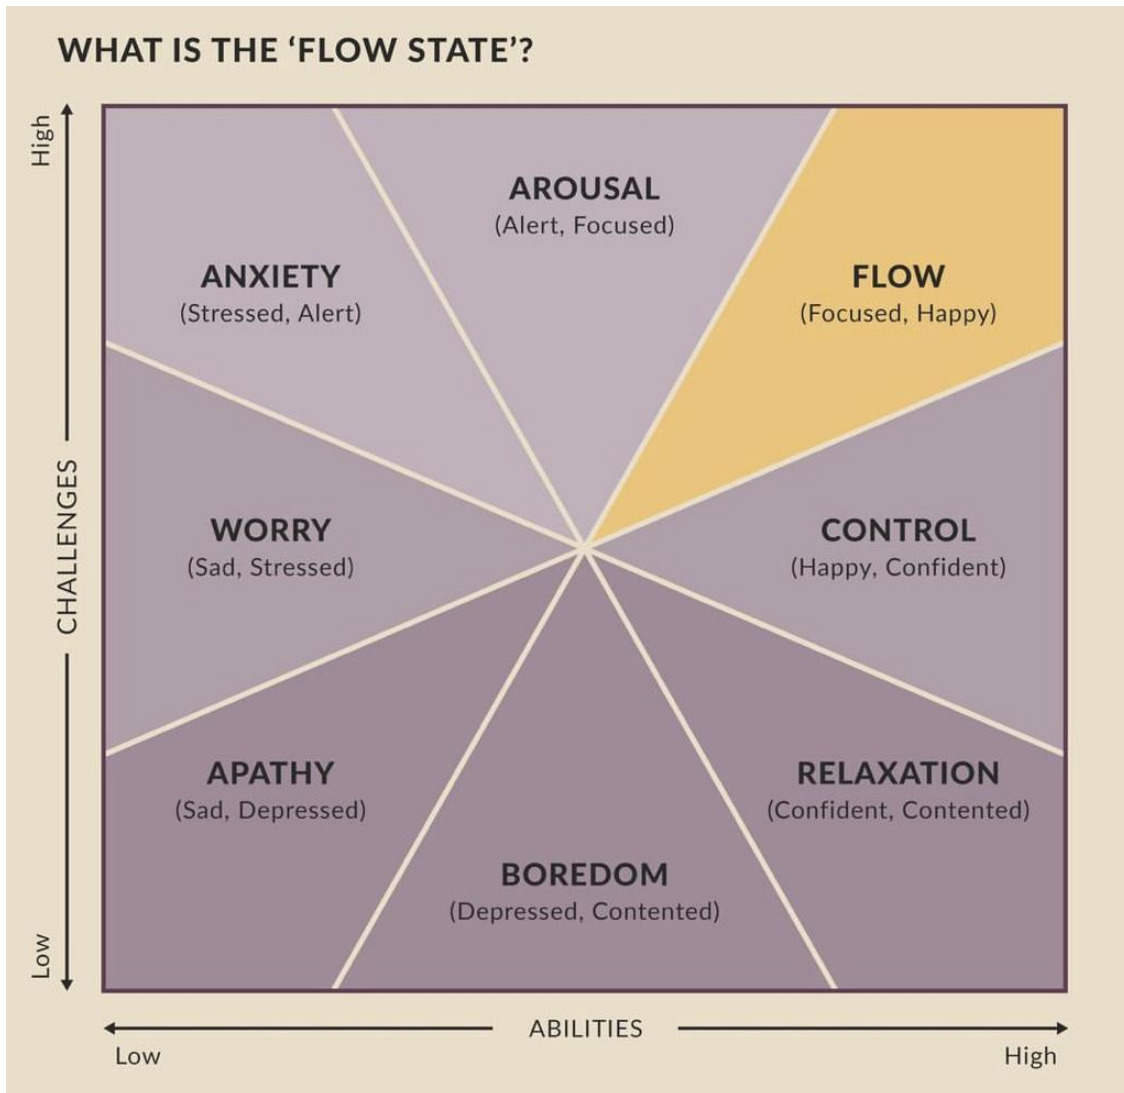 WHAT IS THE ‘FLOW STATE’?
High
AROUSAL
(Alert, Focused)
ANXIETY
(Stressed, Alert)
FLOW
(Focused, Happy)
CHALLENGES
WORRY
(Sad, Stressed)
CONTROL
(Happy, Confident)
APATHY
(Sad, Depressed)
RELAXATION
(Confident, Contented)
BOREDOM
(Depressed, Contented)
Low
ABILITIES
Low
High